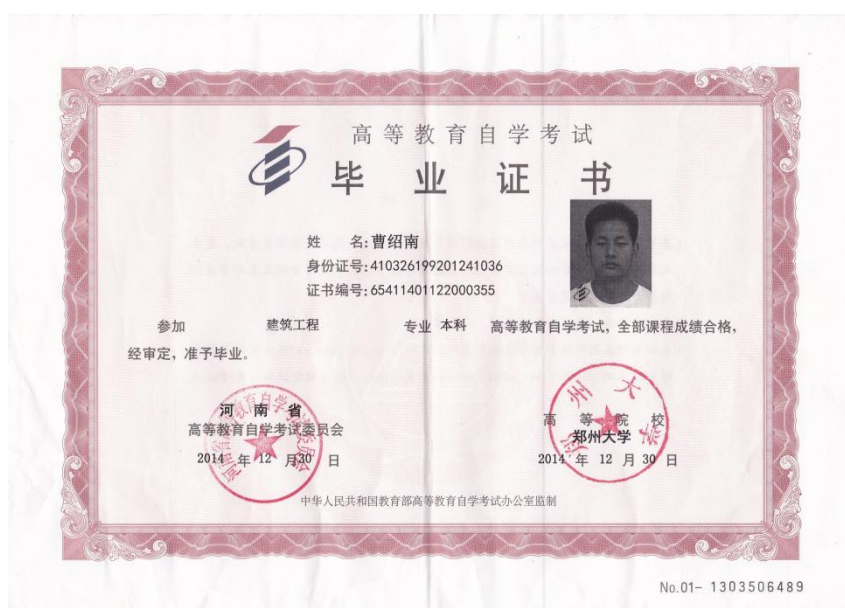 高等教育自学考试
毕业证书
姓 名:曹绍南
身份证号:410326199201241036
证书编号:65411401122000355
参加 建筑工程 专业 本科 高等教育自学考试，全部课程成绩合格，
经审定，准予毕业。
河南省
高等教育自学考试委员会
2014 年 12 月 30 日
高等院校
郑州大学
2014 年 12 月 30 日
中华人民共和国教育部高等教育自学考试办公室监制
No.01- 1303506489